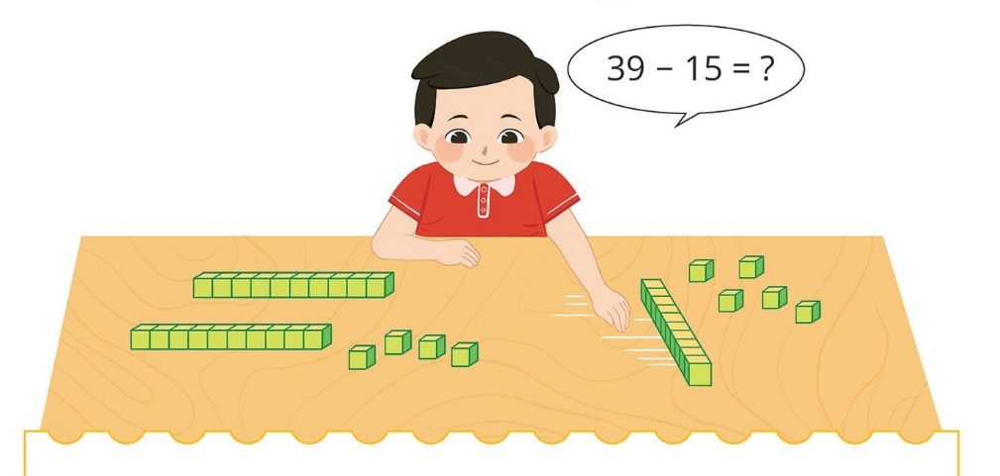 39 − 15 = ?